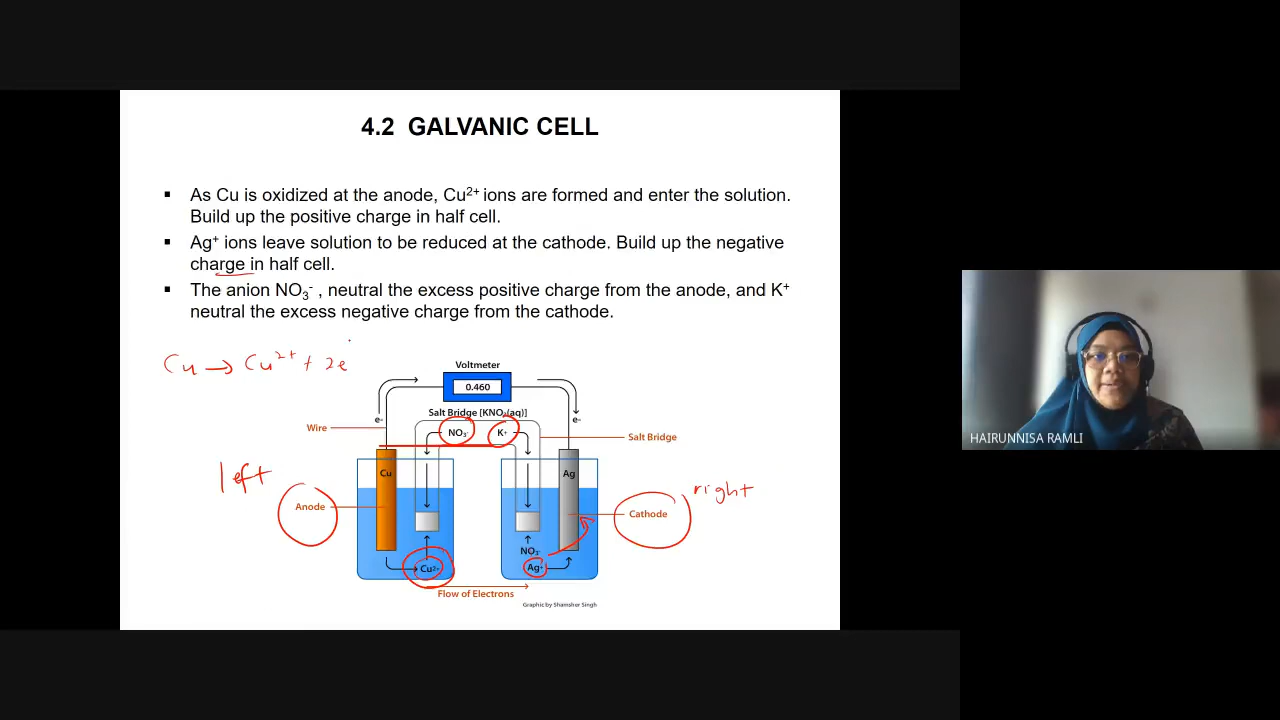 4.2 GALVANIC CELL
▪ As Cu is oxidized at the anode, Cu²⁺ ions are formed and enter the solution.
Build up the positive charge in half cell.
▪ Ag⁺ ions leave solution to be reduced at the cathode. Build up the negative
charge in half cell.
▪ The anion NO₃⁻ , neutral the excess positive charge from the anode, and K⁺
neutral the excess negative charge from the cathode.
Cu → Cu²⁺ + 2e
Voltmeter
0.460
e- e-
Salt Bridge [KNO₃(aq)]
Wire
NO₃⁻ K⁺
Salt Bridge
Cu Ag
left
right
Anode
Cathode
NO₃⁻
Cu²⁺ Ag⁺
Flow of Electrons
Graphic by Shamsher Singh
HAIRUNNISA RAMLI